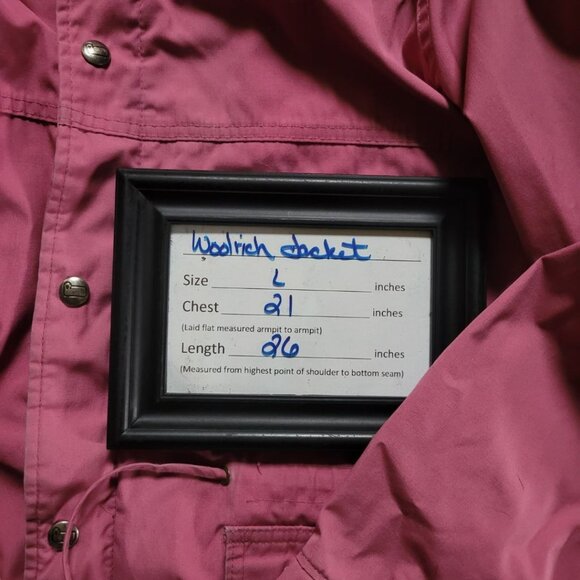 Woolrich Jacket
Size L inches
Chest 21 inches
(Laid flat measured armpit to armpit)
Length 26 inches
(Measured from highest point of shoulder to bottom seam)